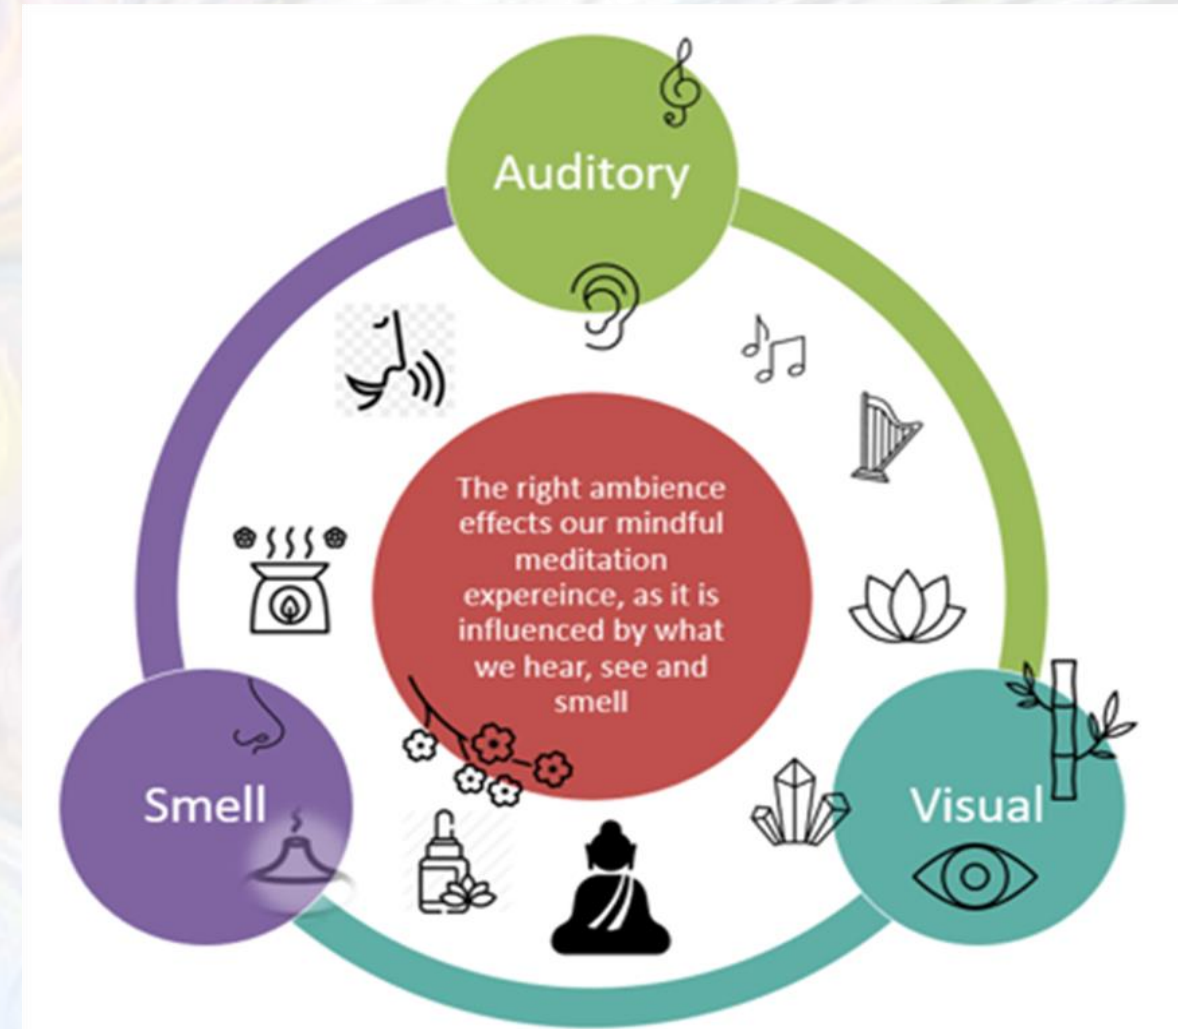 Auditory
The right ambience
effects our mindful
meditation
expereince, as it is
influenced by what
we hear, see and
smell
Smell
Visual